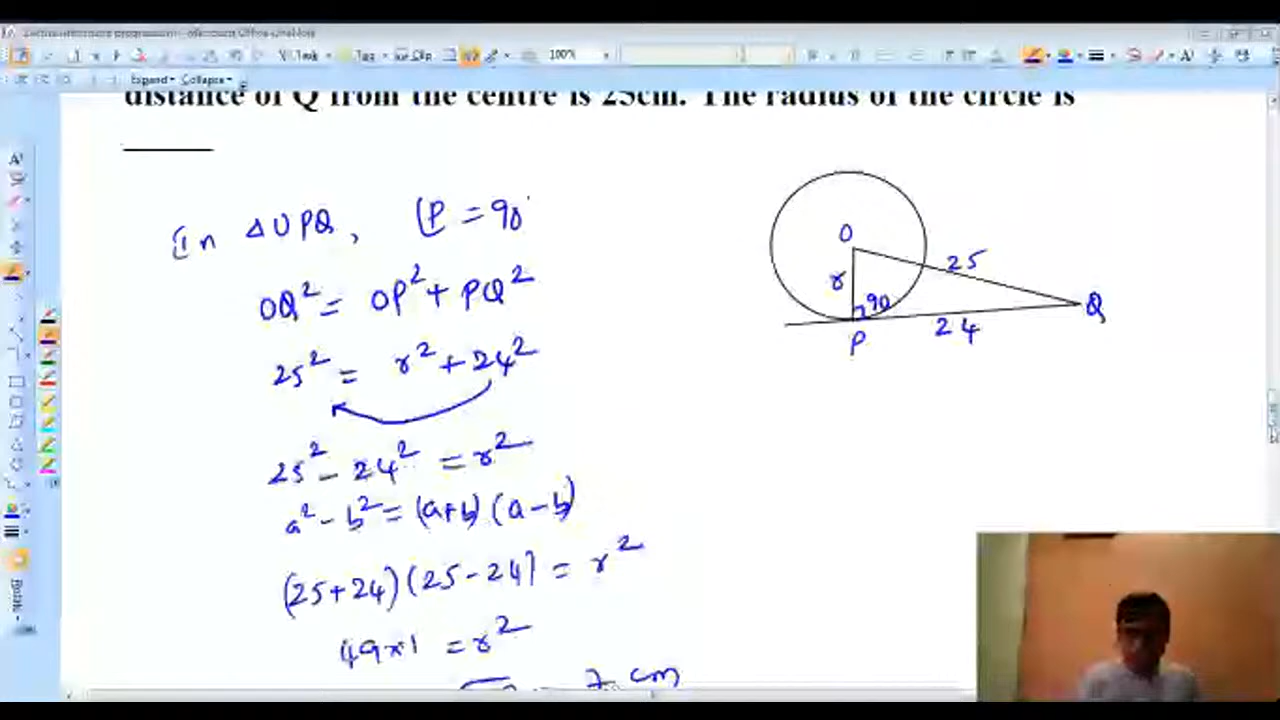 Expand Collapse
100%
distance of Q from the centre is 25cm. The radius of the circle is
In △OPQ, ∠P = 90°
OQ² = OP² + PQ²
25² = r² + 24²
25² - 24² = r²
a² - b² = (a+b)(a-b)
(25+24)(25-24) = r²
49×1 = r²
7 cm
O
r
25
90
Q
24
P